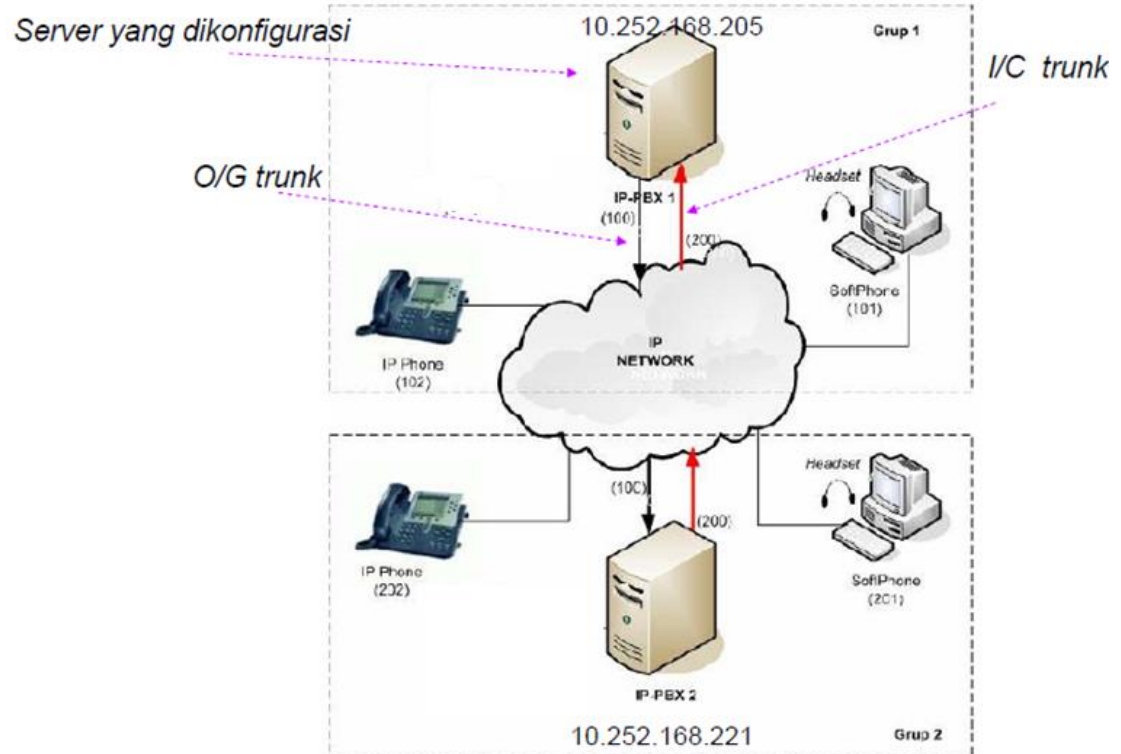 Server yang dikonfigurasi
10.252.168.205
Grup 1
I/C trunk
O/G trunk
IP-PBX 1
Headset
(100)
(200)
SoftPhone
(101)
IP Phone
(102)
IP
NETWORK
NETWORK
Headset
(100)
(200)
IP Phone
(202)
SoftPhone
(201)
IP-PBX 2
10.252.168.221
Grup 2